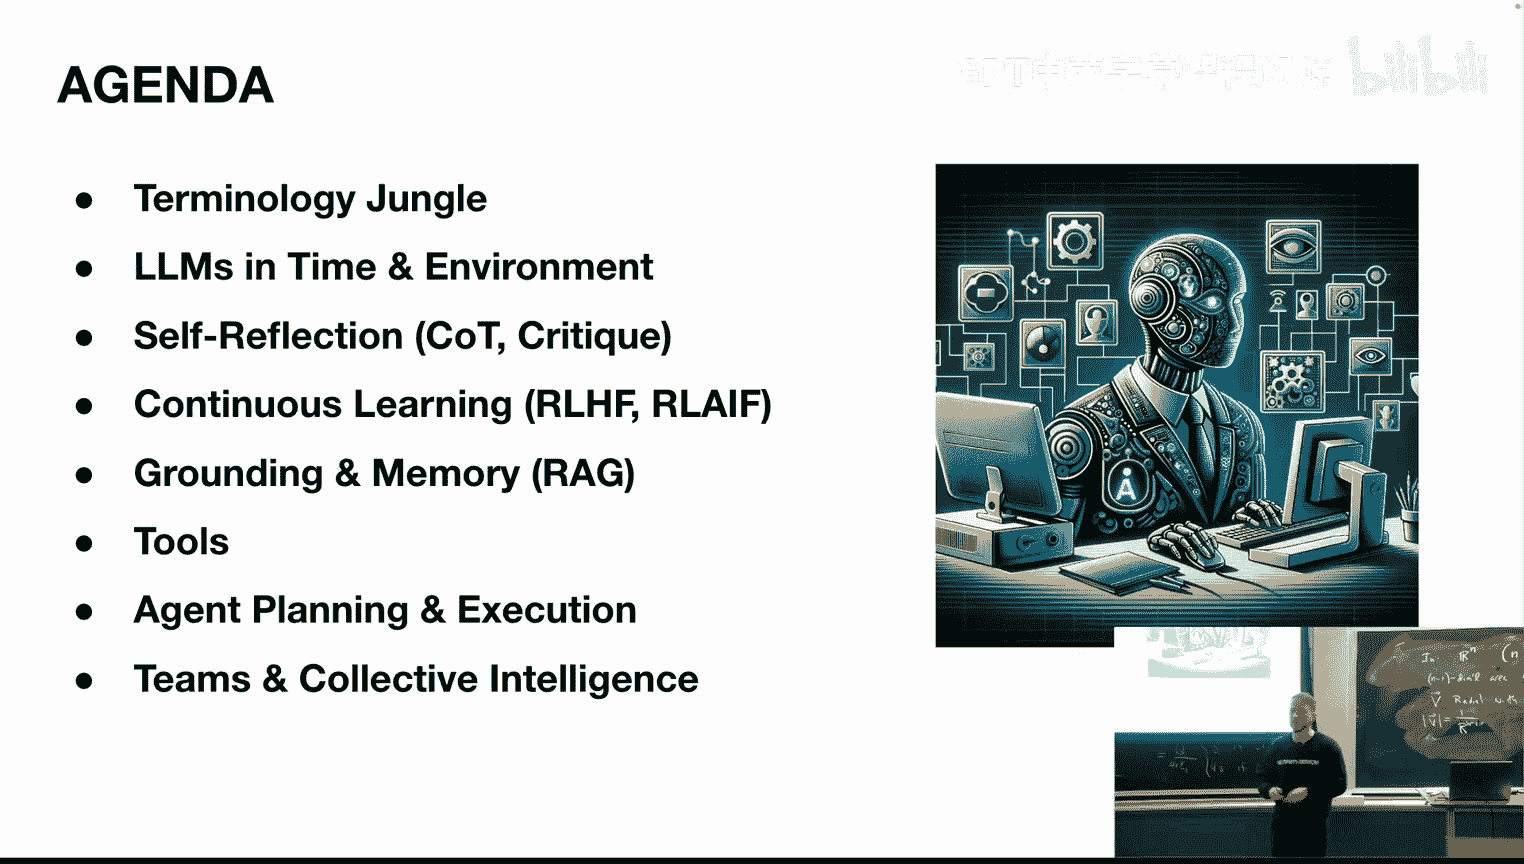 AGENDA
bilibili
● Terminology Jungle
● LLMs in Time & Environment
● Self-Reflection (CoT, Critique)
● Continuous Learning (RLHF, RLAIF)
● Grounding & Memory (RAG)
● Tools
● Agent Planning & Execution
● Teams & Collective Intelligence
A